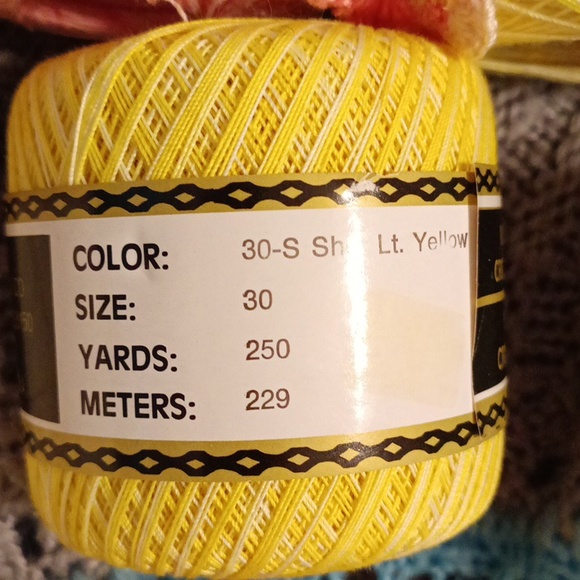 COLOR: 30-S Lt. Yellow
SIZE: 30
YARDS: 250
METERS: 229